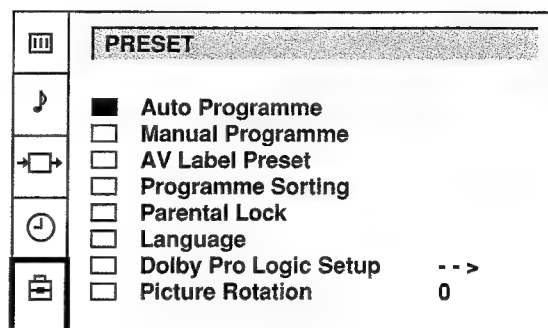 PRESET
Auto Programme
Manual Programme
AV Label Preset
Programme Sorting
Parental Lock
Language
Dolby Pro Logic Setup - - >
Picture Rotation 0